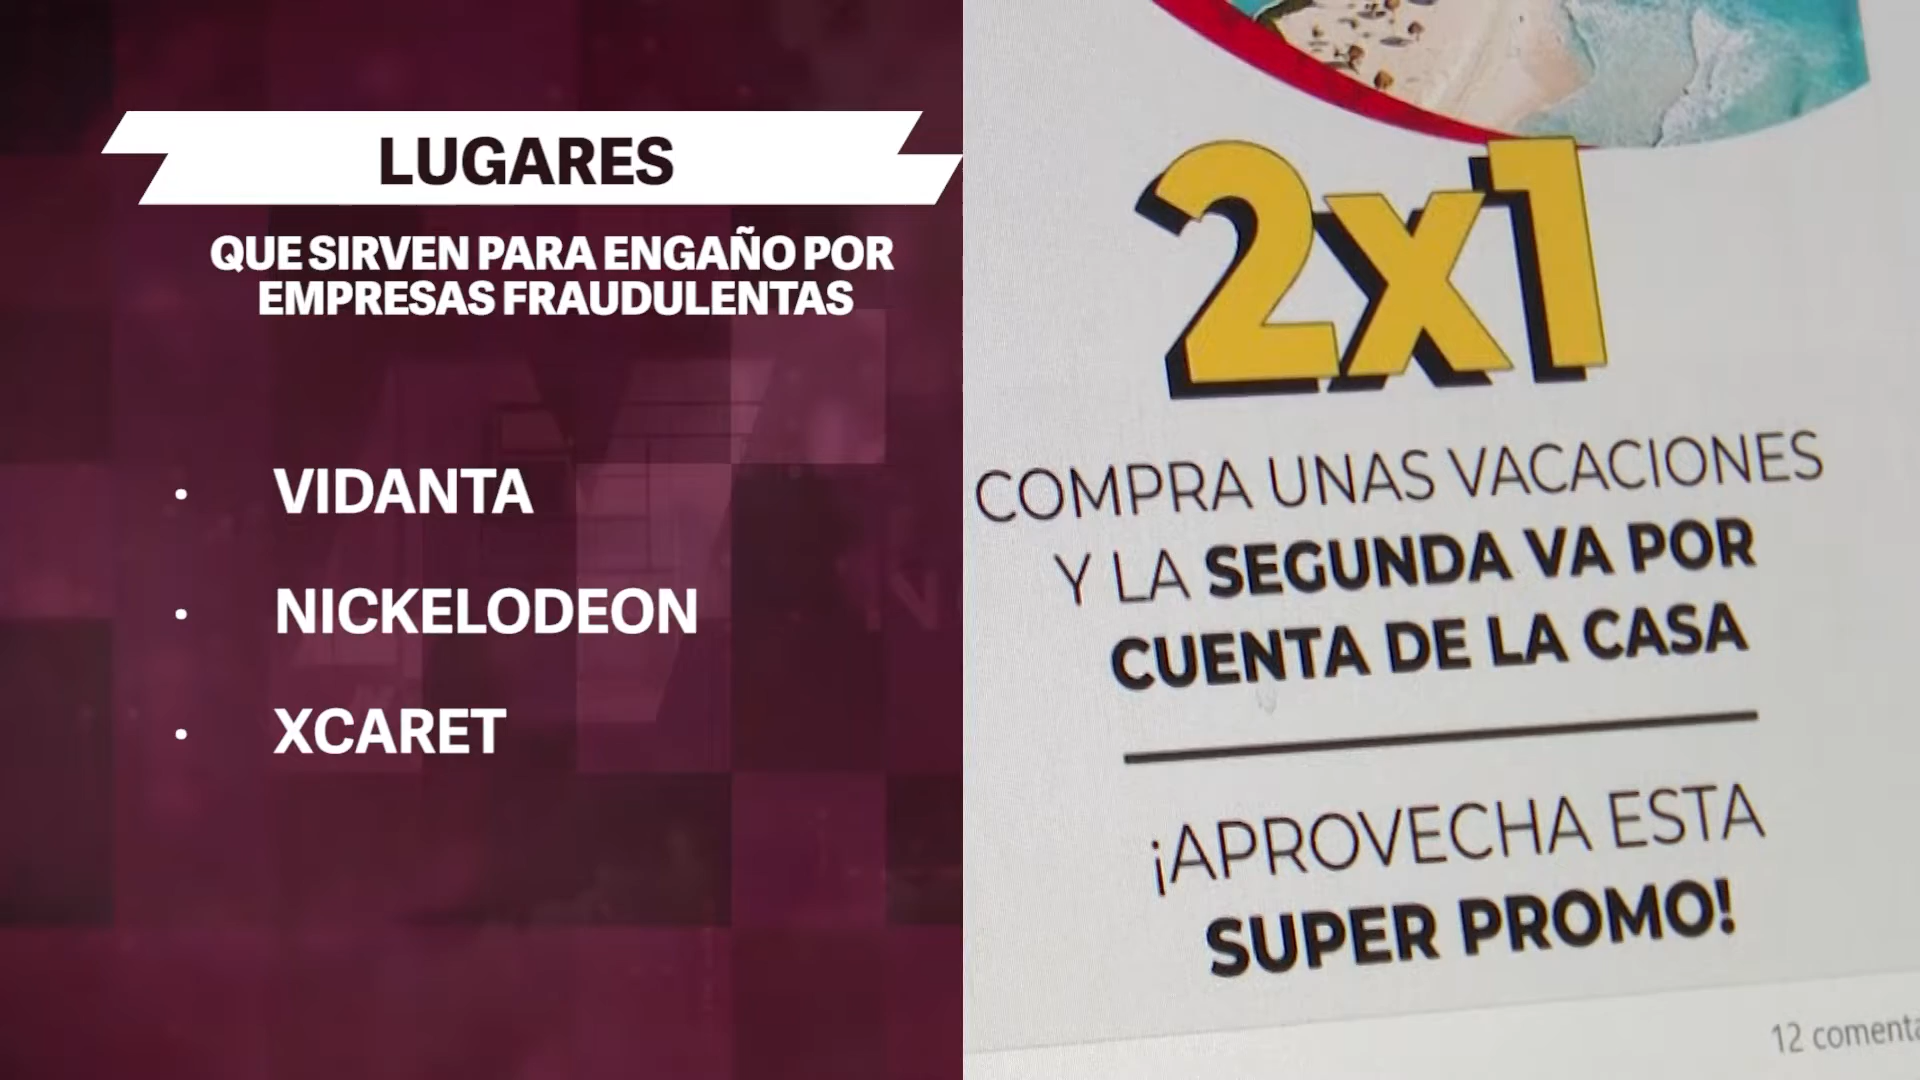 LUGARES
QUE SIRVEN PARA ENGAÑO POR
EMPRESAS FRAUDULENTAS
• VIDANTA
• NICKELODEON
• XCARET
2x1
COMPRA UNAS VACACIONES
Y LA SEGUNDA VA POR
CUENTA DE LA CASA
¡APROVECHA ESTA
SUPER PROMO!
12